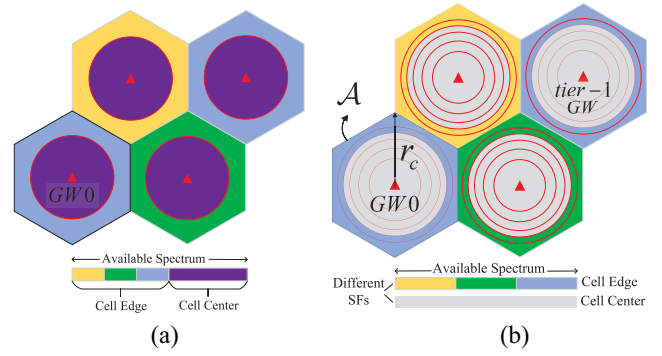 GW0
Available Spectrum
Cell Edge
Cell Center
(a)
𝒜
r_c
GW0
tier−1
GW
Available Spectrum
Different
SFs
Cell Edge
Cell Center
(b)